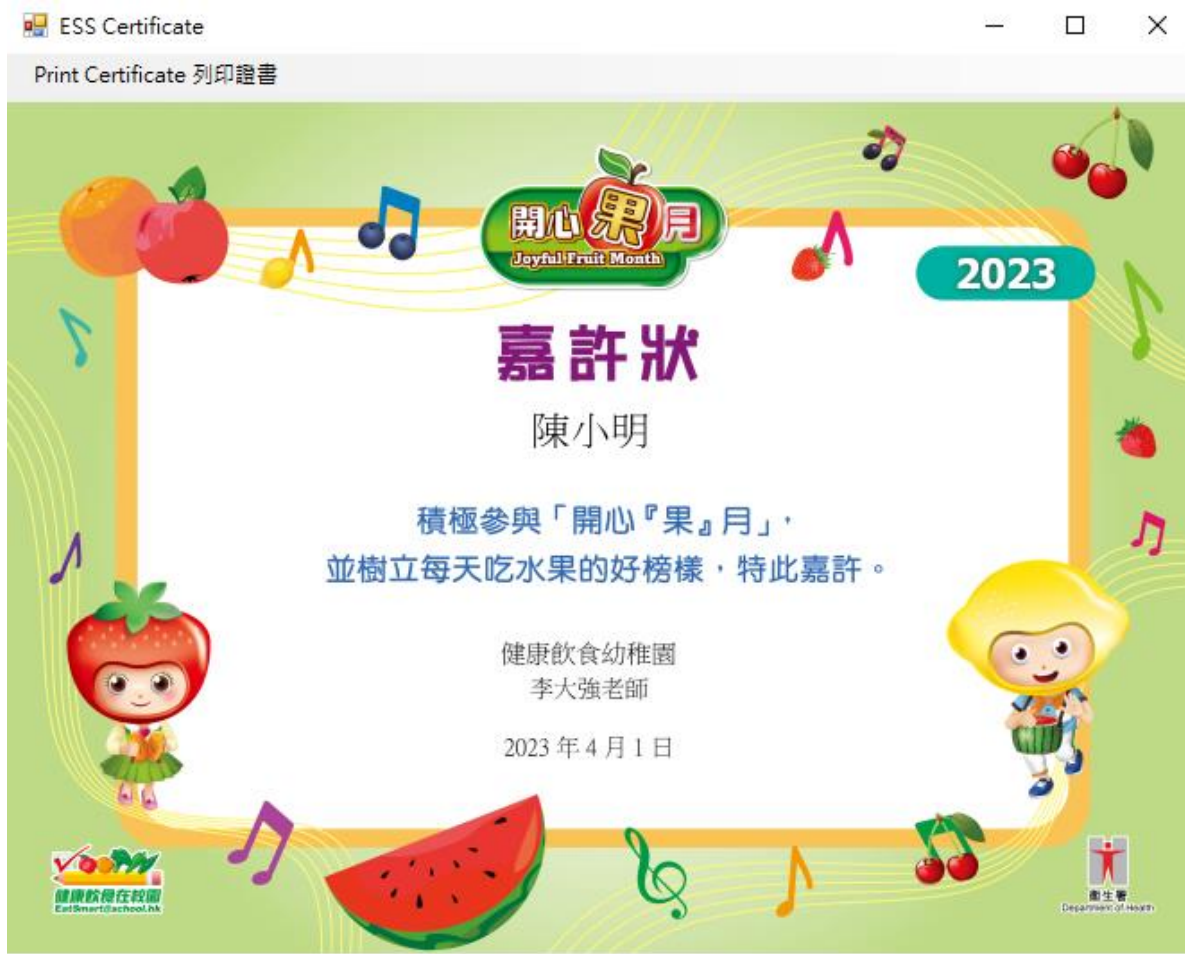 ESS Certificate
Print Certificate 列印證書
開心果月
Joyful Fruit Month
2023
嘉許狀
陳小明
積極參與「開心『果』月」，
並樹立每天吃水果的好榜樣，特此嘉許。
健康飲食幼稚園
李大強老師
2023 年 4 月 1 日
健康飲食在校園
EatSmart@school.hk
衞生署
Department of Health